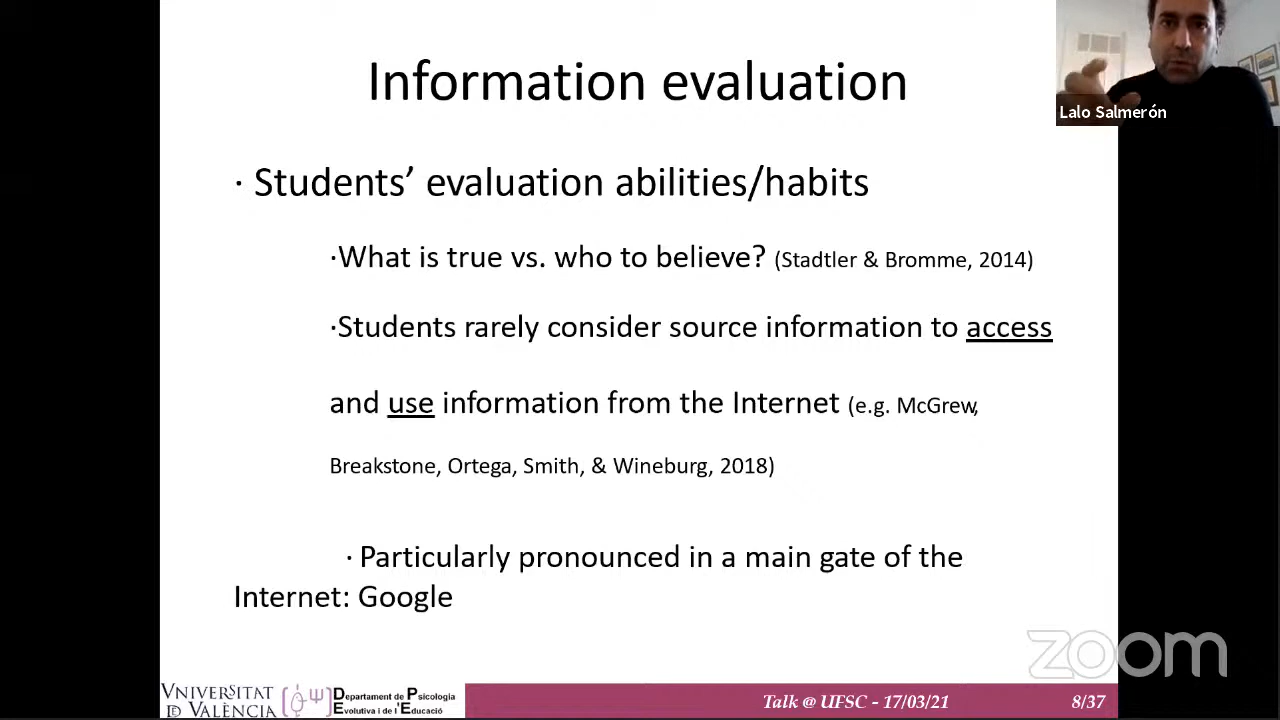 Information evaluation
Lalo Salmerón
· Students’ evaluation abilities/habits
·What is true vs. who to believe? (Stadtler & Bromme, 2014)
·Students rarely consider source information to access
and use information from the Internet (e.g. McGrew,
Breakstone, Ortega, Smith, & Wineburg, 2018)
· Particularly pronounced in a main gate of the
Internet: Google
zoom
VNIVERSITAT
ID VALÈNCIA
Departament de Psicologia
Evolutiva i de l'Educació
Talk @ UFSC - 17/03/21
8/37